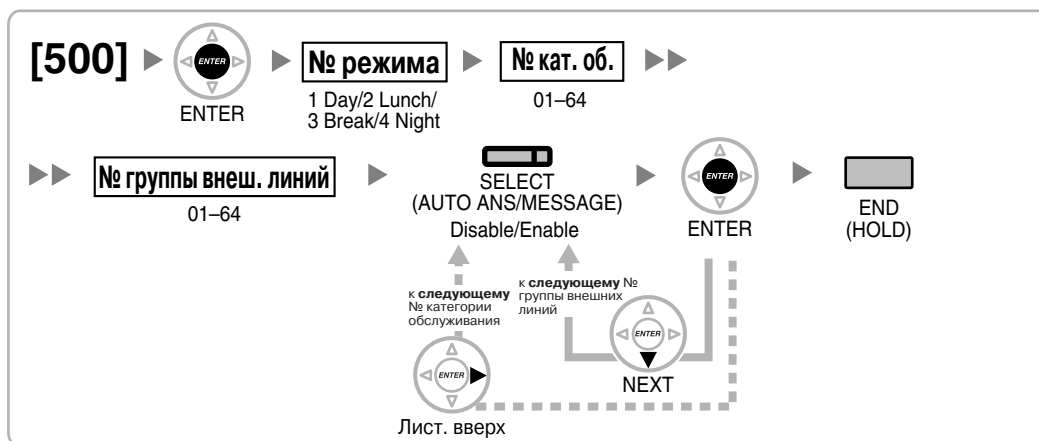 [500]
ENTER
ENTER
№ режима
1 Day/2 Lunch/
3 Break/4 Night
№ кат. об.
01–64
№ группы внеш. линий
01–64
SELECT
(AUTO ANS/MESSAGE)
Disable/Enable
ENTER
ENTER
END
(HOLD)
к следующему
№ категории
обслуживания
к следующему №
группы внешних
линий
ENTER
NEXT
ENTER
Лист. вверх